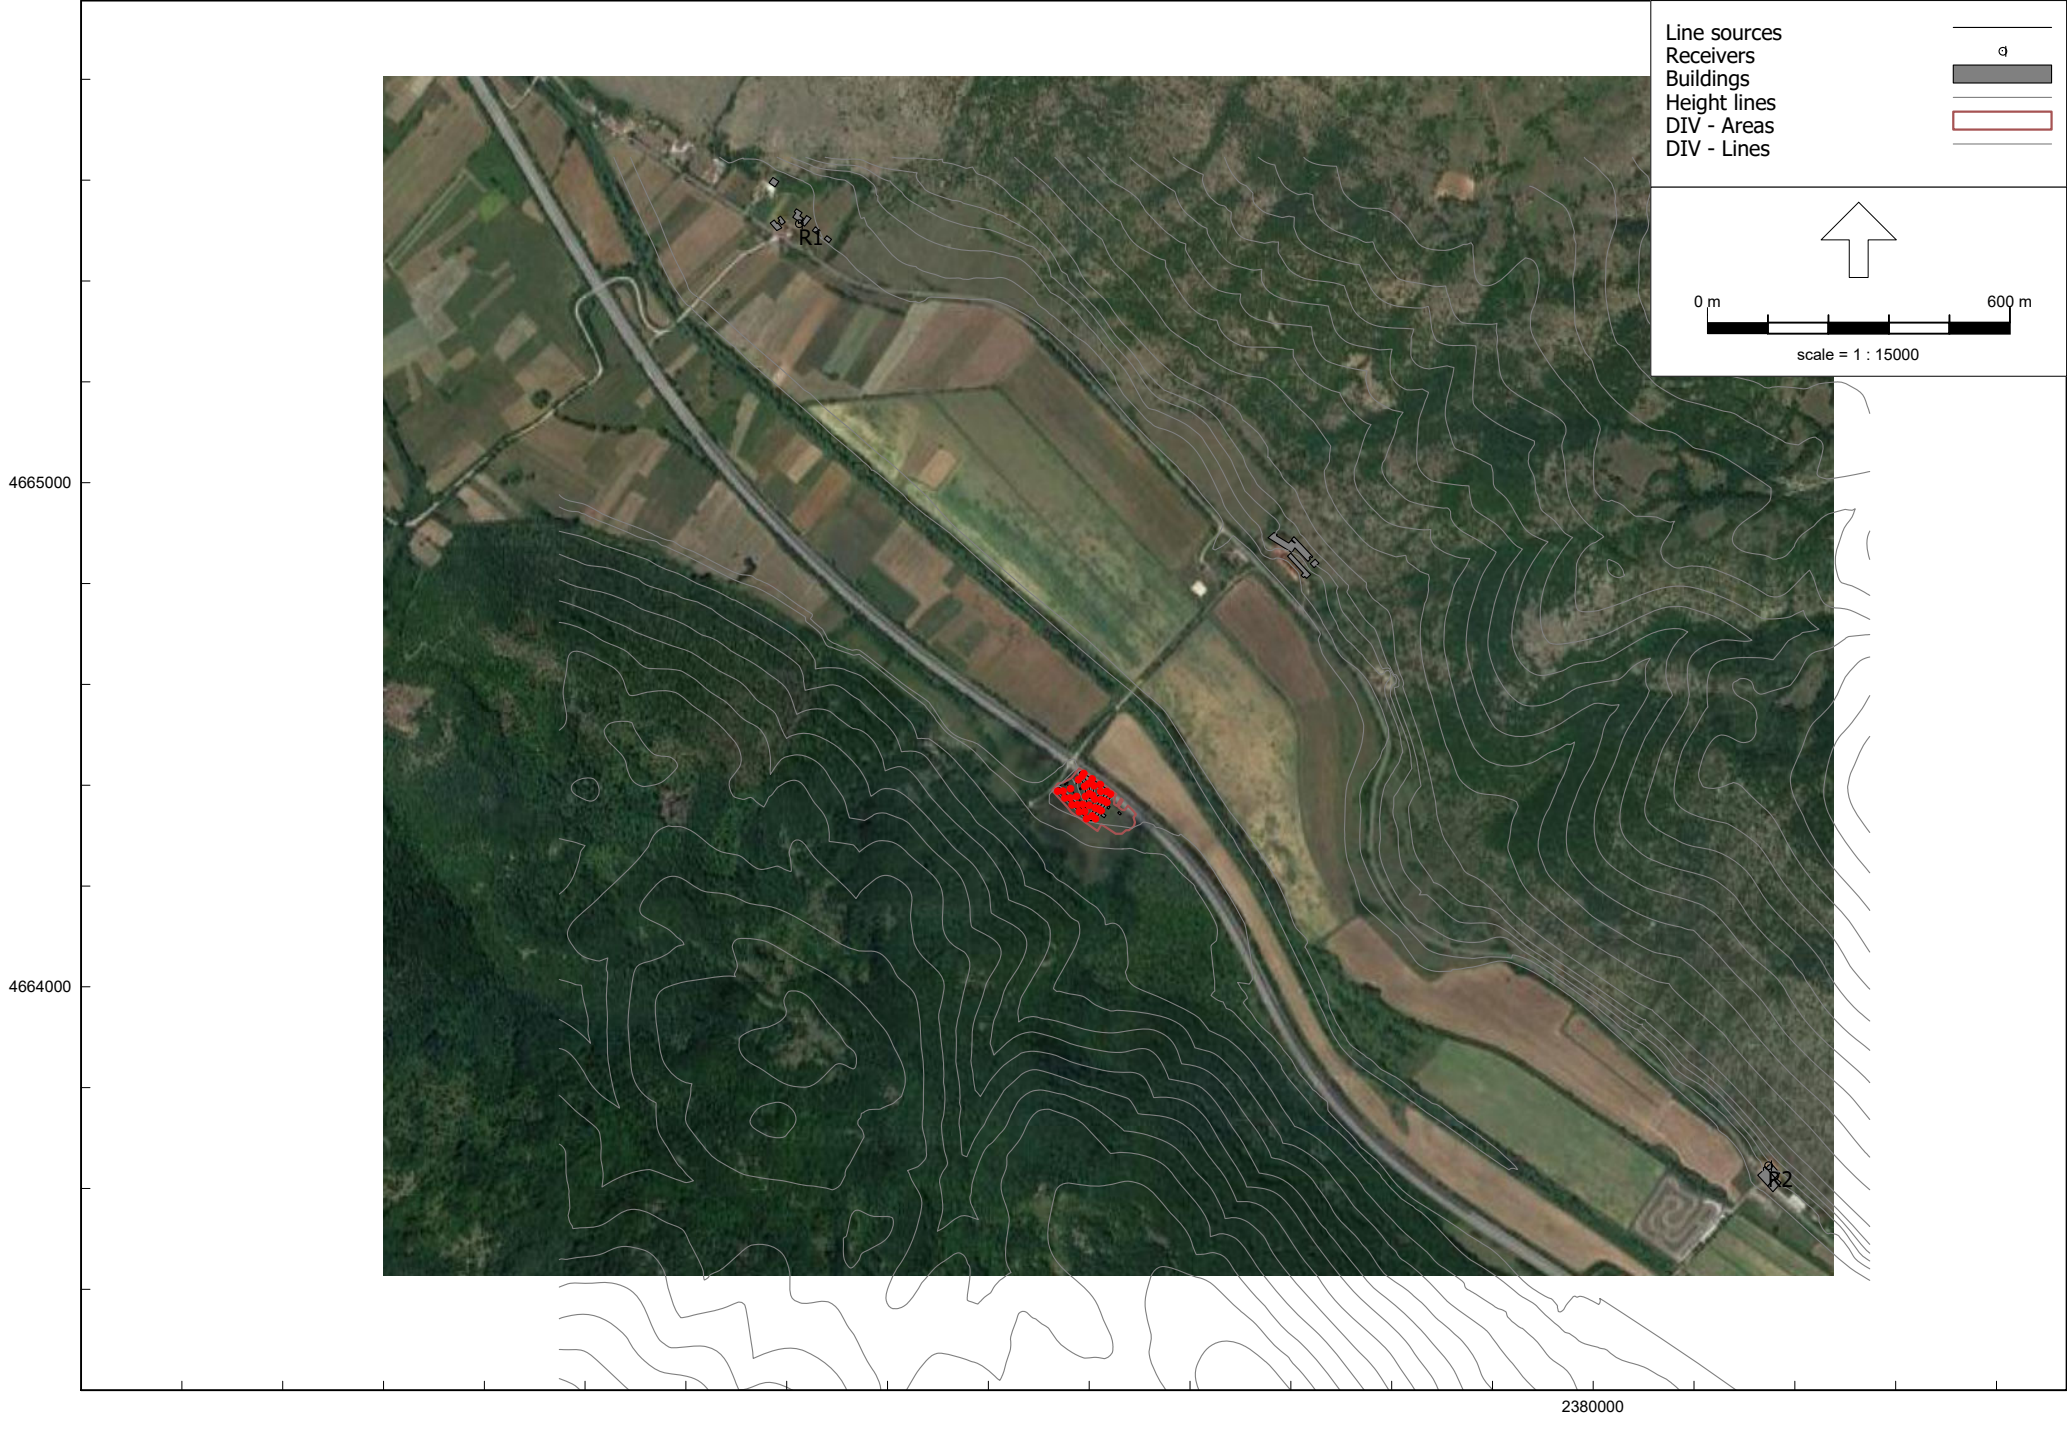 Line sources
Receivers
Buildings
Height lines
DIV - Areas
DIV - Lines
0 m
600 m
scale = 1 : 15000
R1
4665000
4664000
R2
2380000